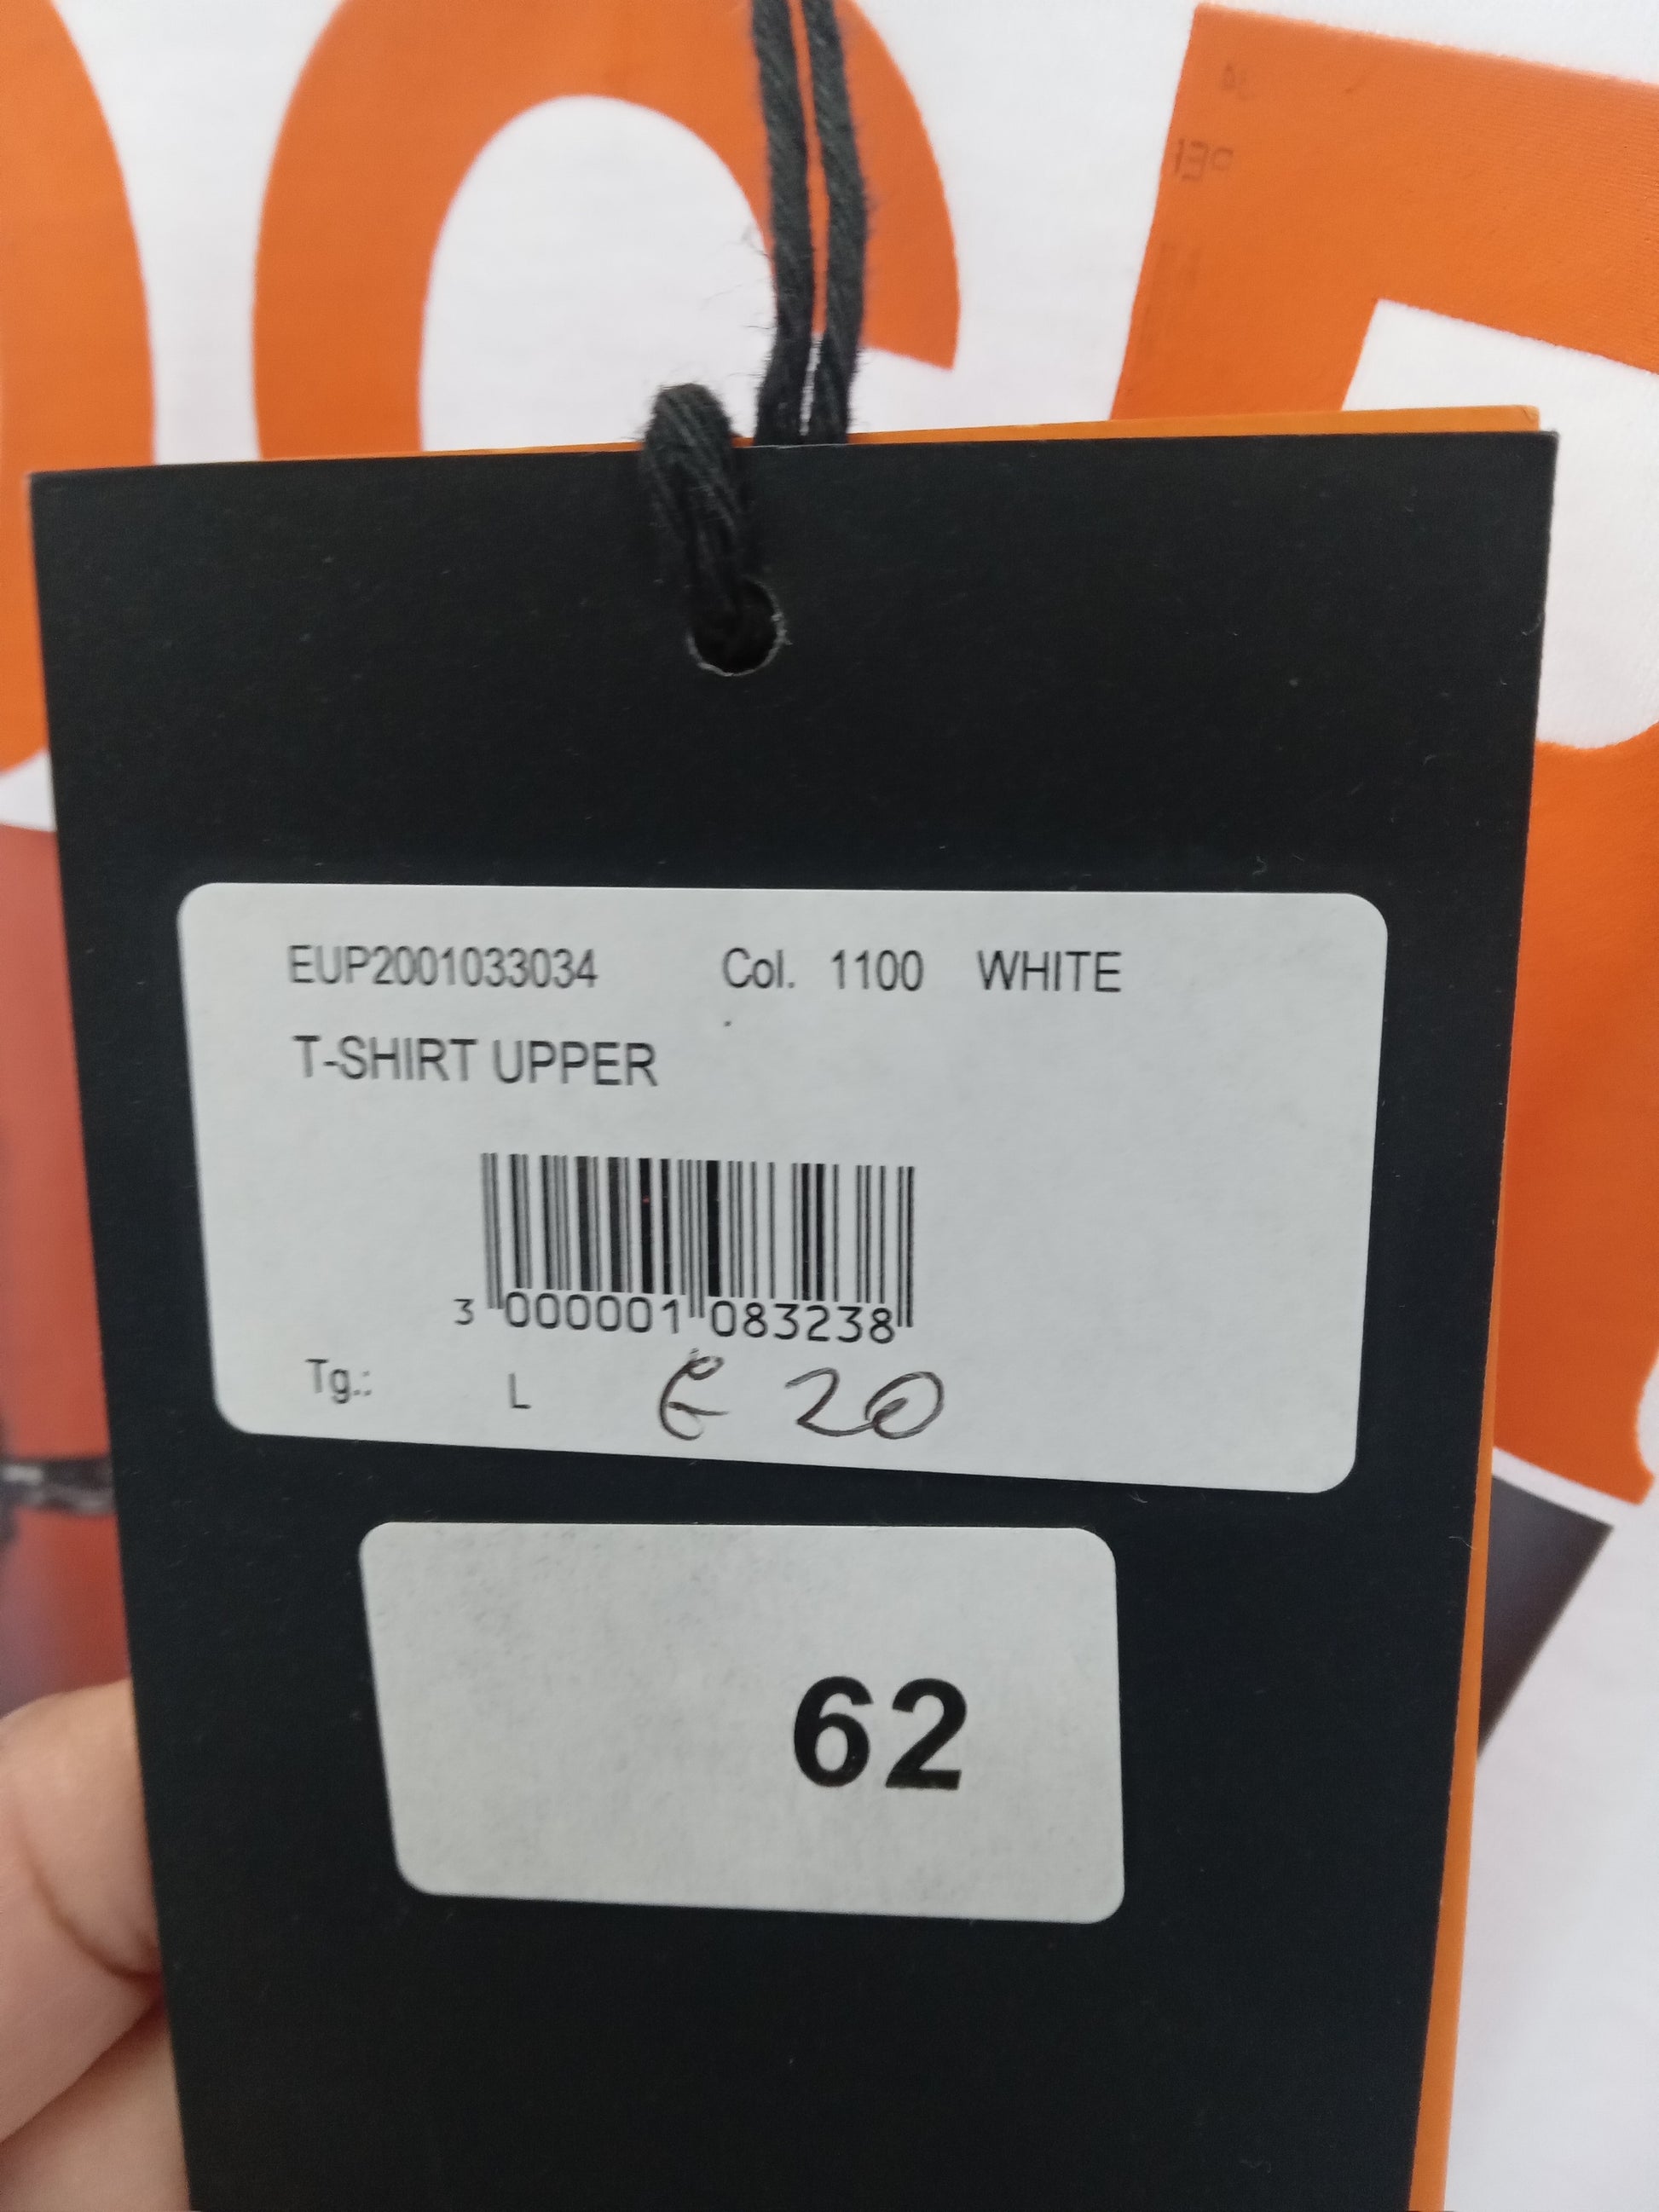 EUP2001033034 Col. 1100 WHITE
T-SHIRT UPPER
3 000001 083238
Tg.: L € 20
62